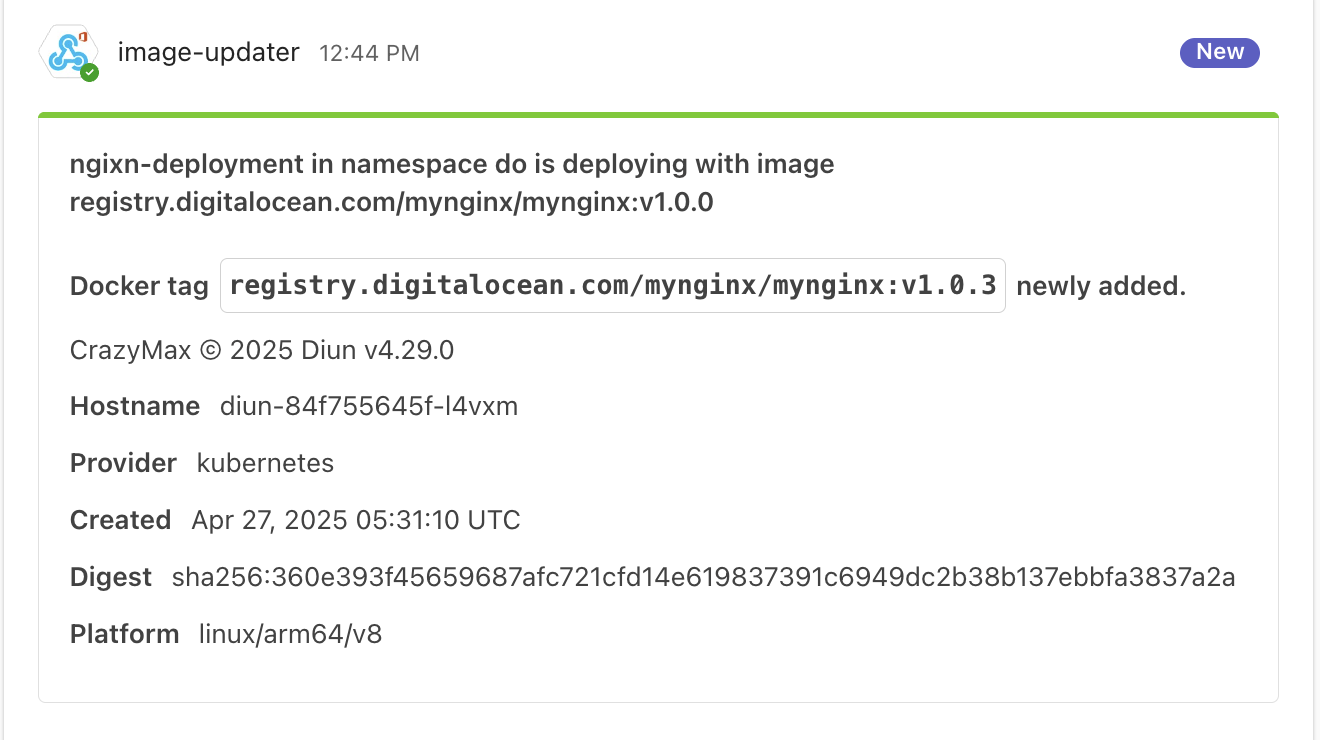 image-updater 12:44 PM New
ngixn-deployment in namespace do is deploying with image
registry.digitalocean.com/mynginx/mynginx:v1.0.0
Docker tag registry.digitalocean.com/mynginx/mynginx:v1.0.3 newly added.
CrazyMax © 2025 Diun v4.29.0
Hostname diun-84f755645f-l4vxm
Provider kubernetes
Created Apr 27, 2025 05:31:10 UTC
Digest sha256:360e393f45659687afc721cfd14e619837391c6949dc2b38b137ebbfa3837a2a
Platform linux/arm64/v8